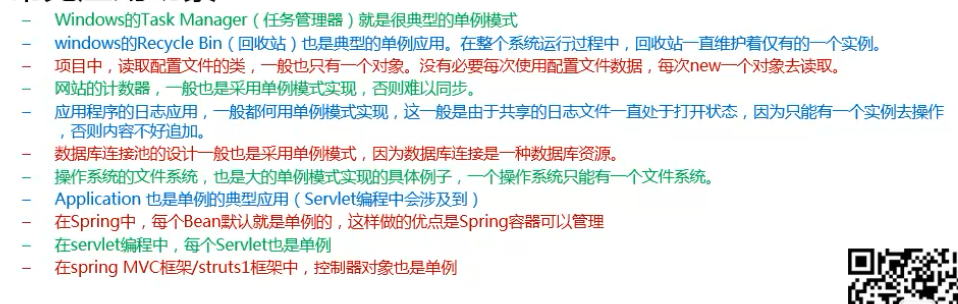 – Windows的Task Manager（任务管理器）就是很典型的单例模式
– windows的Recycle Bin（回收站）也是典型的单例应用。在整个系统运行过程中，回收站一直维护着仅有的一个实例。
– 项目中，读取配置文件的类，一般也只有一个对象。没有必要每次使用配置文件数据，每次new一个对象去读取。
– 网站的计数器，一般也是采用单例模式实现，否则难以同步。
– 应用程序的日志应用，一般都何用单例模式实现，这一般是由于共享的日志文件一直处于打开状态，因为只能有一个实例去操作
，否则内容不好追加。
– 数据库连接池的设计一般也是采用单例模式，因为数据库连接是一种数据库资源。
– 操作系统的文件系统，也是大的单例模式实现的具体例子，一个操作系统只能有一个文件系统。
– Application 也是单例的典型应用（Servlet编程中会涉及到）
– 在Spring中，每个Bean默认就是单例的，这样做的优点是Spring容器可以管理
– 在servlet编程中，每个Servlet也是单例
– 在spring MVC框架/struts1框架中，控制器对象也是单例